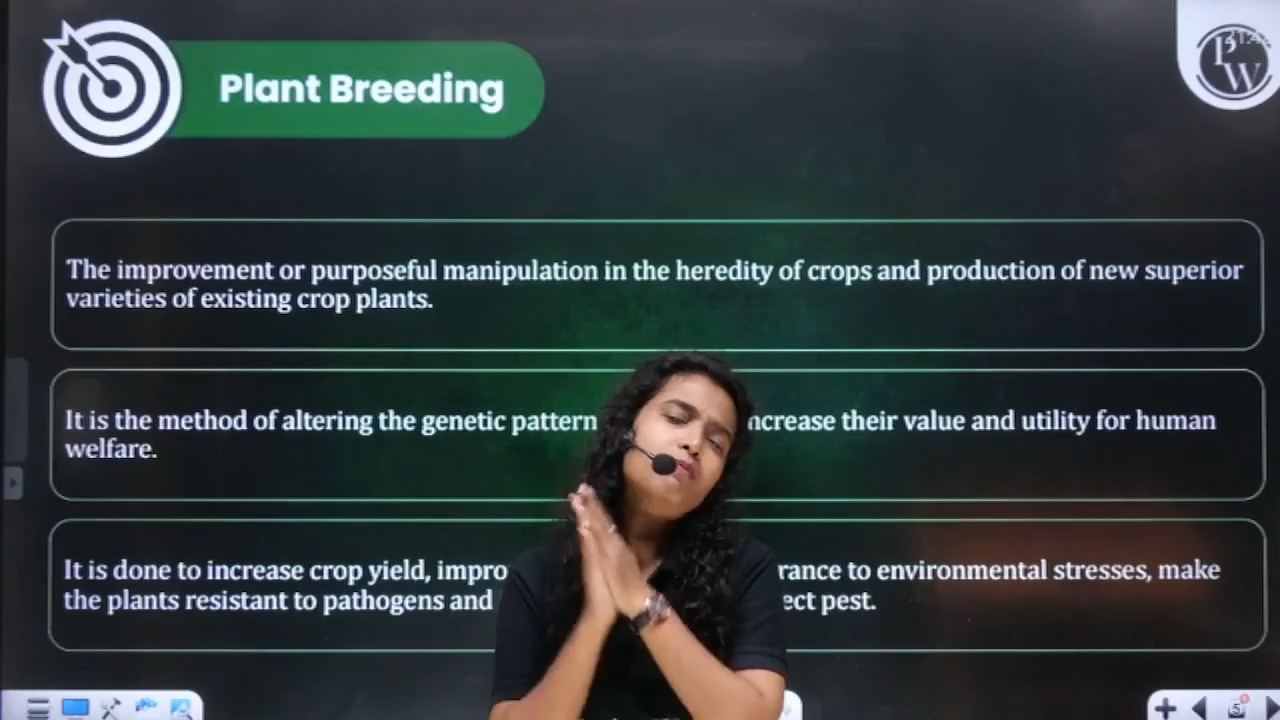 Plant Breeding
PW
The improvement or purposeful manipulation in the heredity of crops and production of new superior
varieties of existing crop plants.
It is the method of altering the genetic pattern ncrease their value and utility for human
welfare.
It is done to increase crop yield, impro rance to environmental stresses, make
the plants resistant to pathogens and ect pest.
5